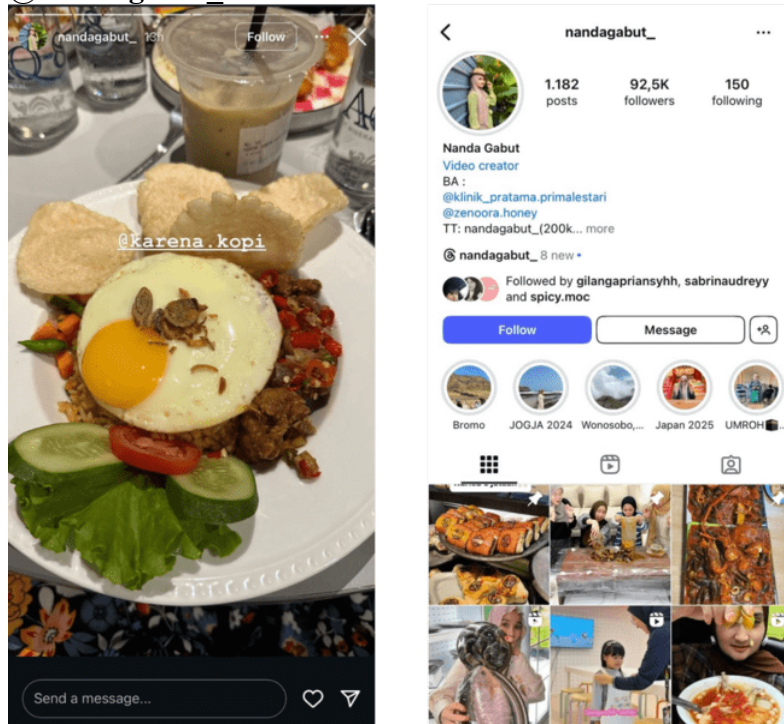 nandagabut_ 13h
Follow
@karena.kopi
Send a message...
nandagabut_
1.182
posts
92,5K
followers
150
following
Nanda Gabut
Video creator
BA :
@klinik_pratama.primalestari
@zenoora.honey
TT: nandagabut_(200k... more
nandagabut_ 8 new
Followed by gilangapriansyhh, sabrinaudreyy
and spicy.moc
Follow
Message
Bromo
JOGJA 2024
Wonosobo,...
Japan 2025
UMROH